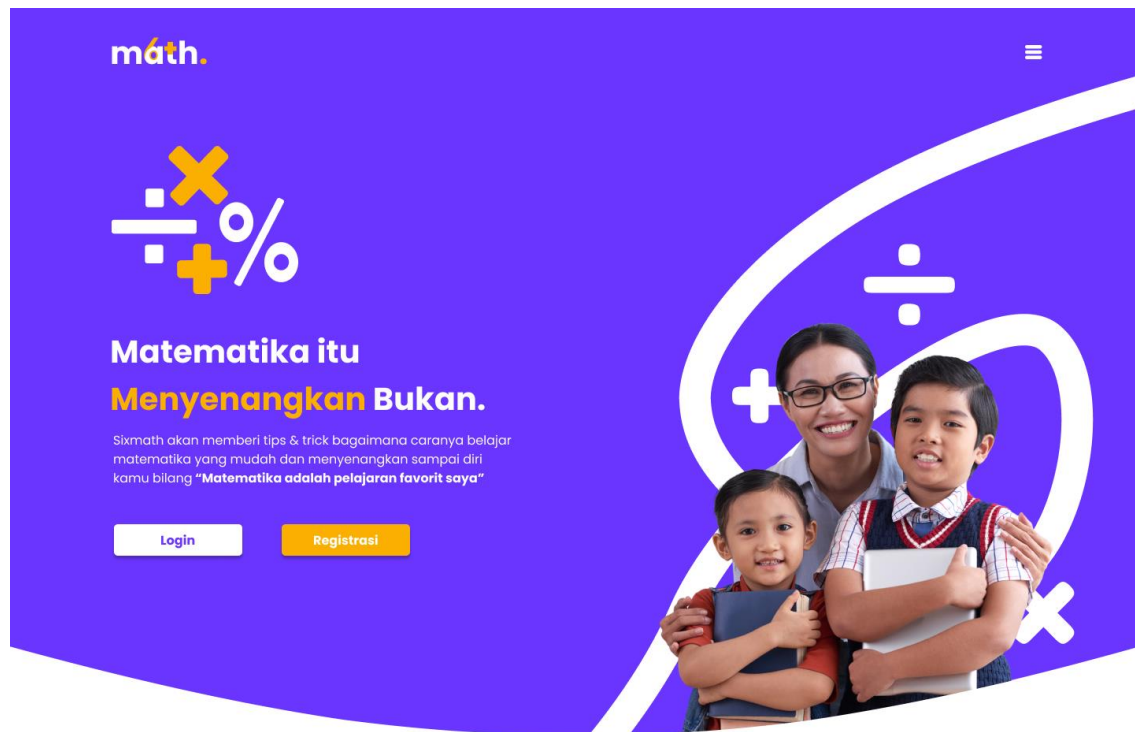 math.
Matematika itu
Menyenangkan Bukan.
Sixmath akan memberi tips & trick bagaimana caranya belajar
matematika yang mudah dan menyenangkan sampai diri
kamu bilang “Matematika adalah pelajaran favorit saya”
Login
Registrasi